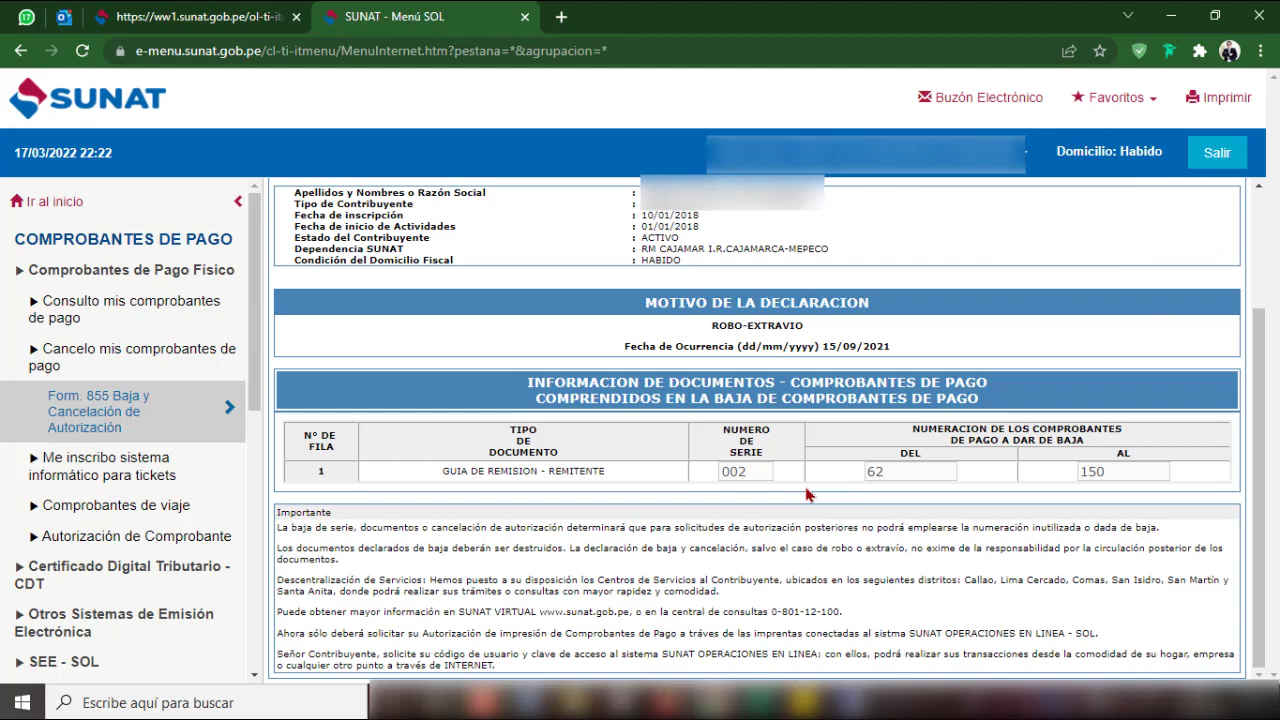 https://ww1.sunat.gob.pe/ol-ti-it
SUNAT - Menú SOL
e-menu.sunat.gob.pe/cl-ti-itmenu/MenuInternet.htm?pestana=*&agrupacion=*
SUNAT
Buzón Electrónico
Favoritos
Imprimir
17/03/2022 22:22
Domicilio: Habido
Salir
Ir al inicio
COMPROBANTES DE PAGO
Comprobantes de Pago Físico
Consulto mis comprobantes
de pago
Cancelo mis comprobantes de
pago
Form. 855 Baja y
Cancelación de
Autorización
Me inscribo sistema
informático para tickets
Comprobantes de viaje
Autorización de Comprobante
Certificado Digital Tributario -
CDT
Otros Sistemas de Emisión
Electrónica
SEE - SOL
Apellidos y Nombres o Razón Social :
Tipo de Contribuyente :
Fecha de inscripción : 10/01/2018
Fecha de inicio de Actividades : 01/01/2018
Estado del Contribuyente : ACTIVO
Dependencia SUNAT : RM CAJAMAR I.R.CAJAMARCA-MEPECO
Condición del Domicilio Fiscal : HABIDO
MOTIVO DE LA DECLARACION
ROBO-EXTRAVIO
Fecha de Ocurrencia (dd/mm/yyyy) 15/09/2021
INFORMACION DE DOCUMENTOS - COMPROBANTES DE PAGO
COMPRENDIDOS EN LA BAJA DE COMPROBANTES DE PAGO
N° DE
FILA
TIPO
DE
DOCUMENTO
NUMERO
DE
SERIE
NUMERACION DE LOS COMPROBANTES
DE PAGO A DAR DE BAJA
DEL
AL
1 GUIA DE REMISION - REMITENTE 002 62 150
Importante
La baja de serie, documentos o cancelación de autorización determinará que para solicitudes de autorización posteriores no podrá emplearse la numeración inutilizada o dada de baja.
Los documentos declarados de baja deberán ser destruidos. La declaración de baja y cancelación, salvo el caso de robo o extravío, no exime de la responsabilidad por la circulación posterior de los
documentos.
Descentralización de Servicios: Hemos puesto a su disposición los Centros de Servicios al Contribuyente, ubicados en los seguientes distritos: Callao, Lima Cercado, Comas, San Isidro, San Martín y
Santa Anita, donde podrá realizar sus trámites o consultas con mayor rapidez y comodidad.
Puede obtener mayor información en SUNAT VIRTUAL www.sunat.gob.pe, o en la central de consultas 0-801-12-100.
Ahora sólo deberá solicitar su Autorización de impresión de Comprobantes de Pago a tráves de las imprentas conectadas al sistma SUNAT OPERACIONES EN LINEA - SOL.
Señor Contribuyente, solicite su código de usuario y clave de acceso al sistema SUNAT OPERACIONES EN LINEA; con ellos, podrá realizar sus transacciones desde la comodidad de su hogar, empresa
o cualquier otro punto a través de INTERNET.
Escribe aquí para buscar